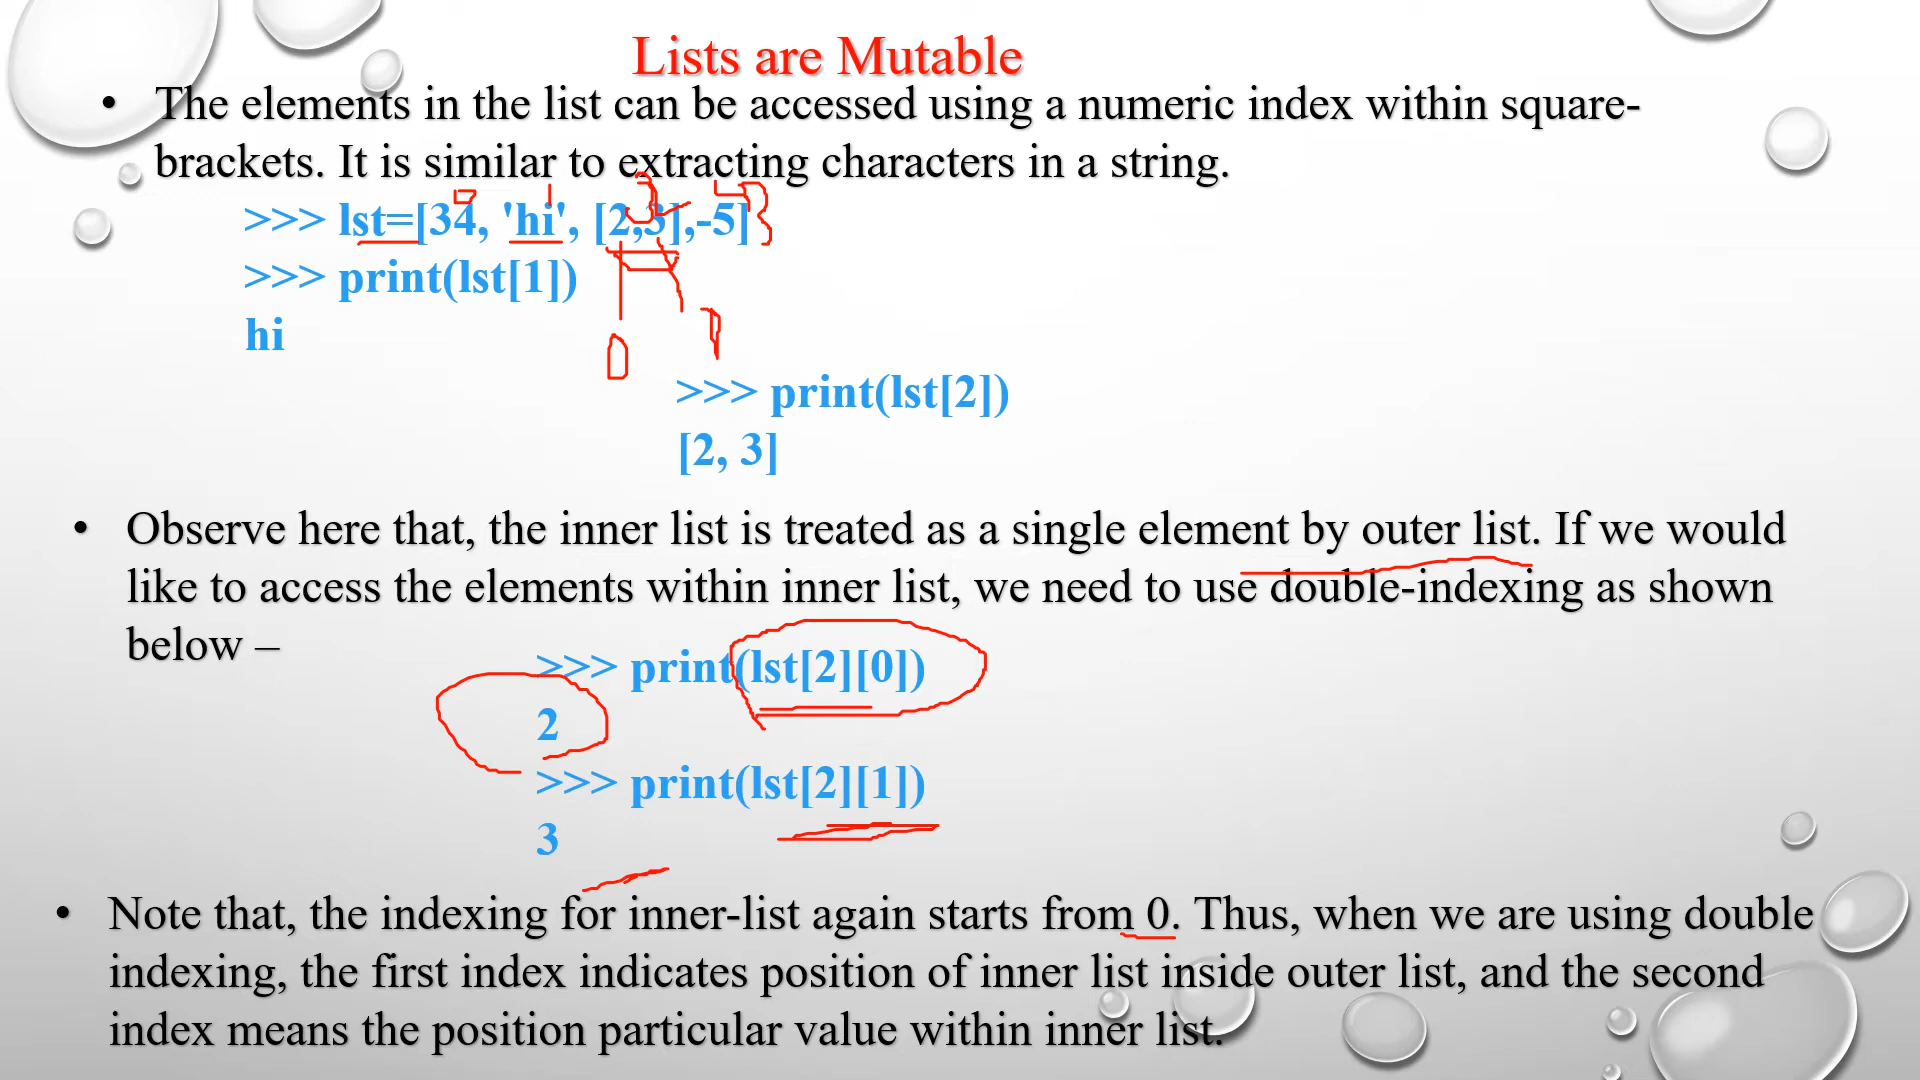 Lists are Mutable
• The elements in the list can be accessed using a numeric index within square-
brackets. It is similar to extracting characters in a string.
>>> lst=[34, 'hi', [2,3],-5]
>>> print(lst[1])
hi
0 1
>>> print(lst[2])
[2, 3]
• Observe here that, the inner list is treated as a single element by outer list. If we would
like to access the elements within inner list, we need to use double-indexing as shown
below –
>>> print(lst[2][0])
2
>>> print(lst[2][1])
3
• Note that, the indexing for inner-list again starts from 0. Thus, when we are using double
indexing, the first index indicates position of inner list inside outer list, and the second
index means the position particular value within inner list.